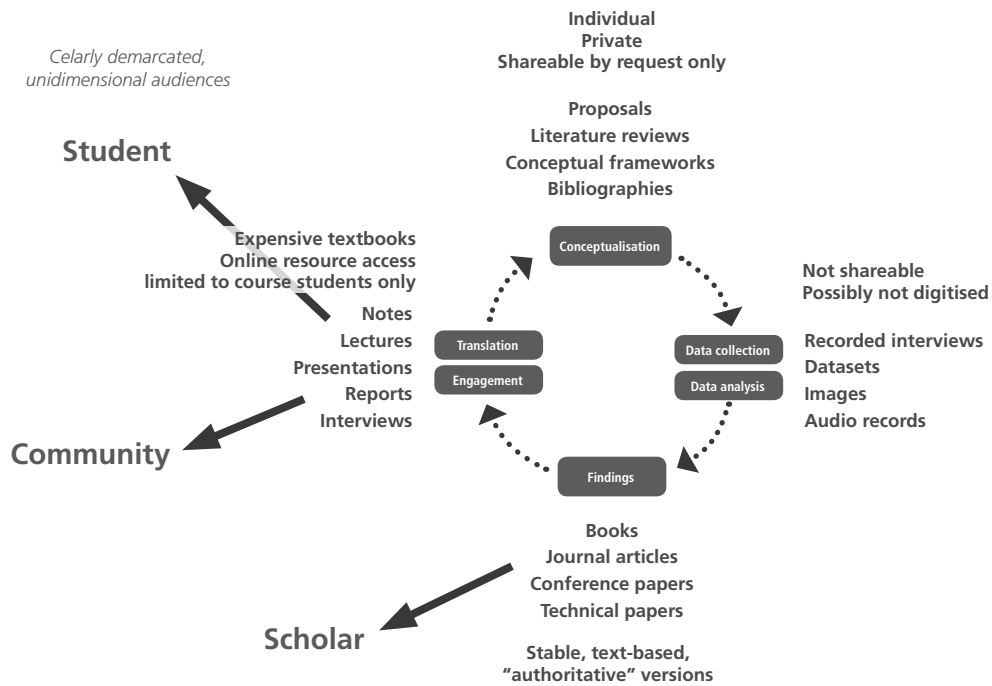 Individual
Private
Shareable by request only
Celarly demarcated,
unidimensional audiences
Proposals
Literature reviews
Conceptual frameworks
Bibliographies
Student
Expensive textbooks
Online resource access
limited to course students only
Conceptualisation
Not shareable
Possibly not digitised
Notes
Lectures
Presentations
Reports
Interviews
Translation
Engagement
Data collection
Data analysis
Recorded interviews
Datasets
Images
Audio records
Community
Findings
Books
Journal articles
Conference papers
Technical papers
Scholar
Stable, text-based,
“authoritative” versions